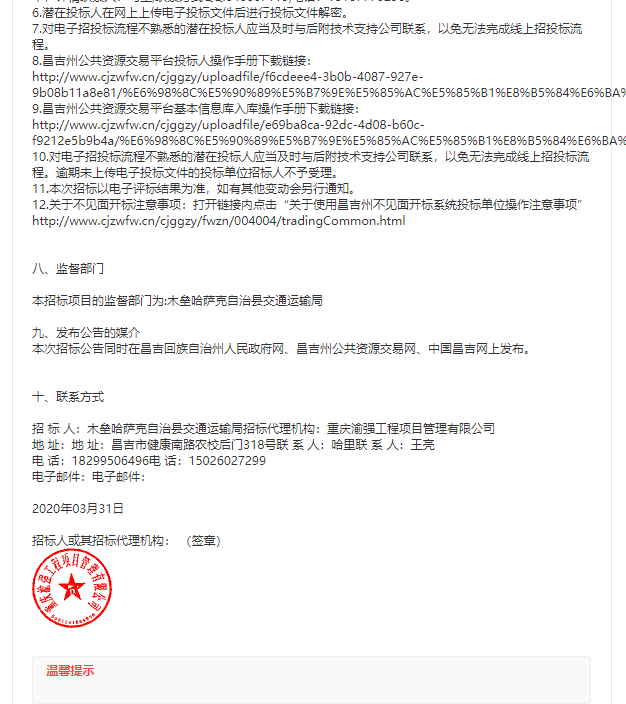 6.潜在投标人在网上上传电子投标文件后进行投标文件解密。
7.对电子招投标流程不熟悉的潜在投标人应当及时与后附技术支持公司联系，以免无法完成线上招投标流
程。
8.昌吉州公共资源交易平台投标人操作手册下载链接：
http://www.cjzwfw.cn/cjggzy/uploadfile/f6cdeee4-3b0b-4087-927e-
9b08b11a8e81/%E6%98%8C%E5%90%89%E5%B7%9E%E5%85%AC%E5%85%B1%E8%B5%84%E6%BA%
9.昌吉州公共资源交易平台基本信息库入库操作手册下载链接：
http://www.cjzwfw.cn/cjggzy/uploadfile/e69ba8ca-92dc-4d08-b60c-
f9212e5b9b4a/%E6%98%8C%E5%90%89%E5%B7%9E%E5%85%AC%E5%85%B1%E8%B5%84%E6%BA%
10.对电子招投标流程不熟悉的潜在投标人应当及时与后附技术支持公司联系，以免无法完成线上招投标流
程。逾期未上传电子投标文件的投标单位招标人不予受理。
11.本次招标以电子评标结果为准，如有其他变动会另行通知。
12.关于不见面开标注意事项：打开链接内点击“关于使用昌吉州不见面开标系统投标单位操作注意事项”
http://www.cjzwfw.cn/cjggzy/fwzn/004004/tradingCommon.html
八、监督部门
本招标项目的监督部门为:木垒哈萨克自治县交通运输局
九、发布公告的媒介
本次招标公告同时在昌吉回族自治州人民政府网、昌吉州公共资源交易网、中国昌吉网上发布。
十、联系方式
招 标 人：木垒哈萨克自治县交通运输局招标代理机构：重庆渝强工程项目管理有限公司
地 址：地 址：昌吉市健康南路农校后门318号联 系 人：哈里联 系 人：王亮
电 话：18299506496电 话：15026027299
电子邮件：电子邮件：
2020年03月31日
招标人或其招标代理机构： （签章）
重庆渝强工程项目管理有限公司
温馨提示